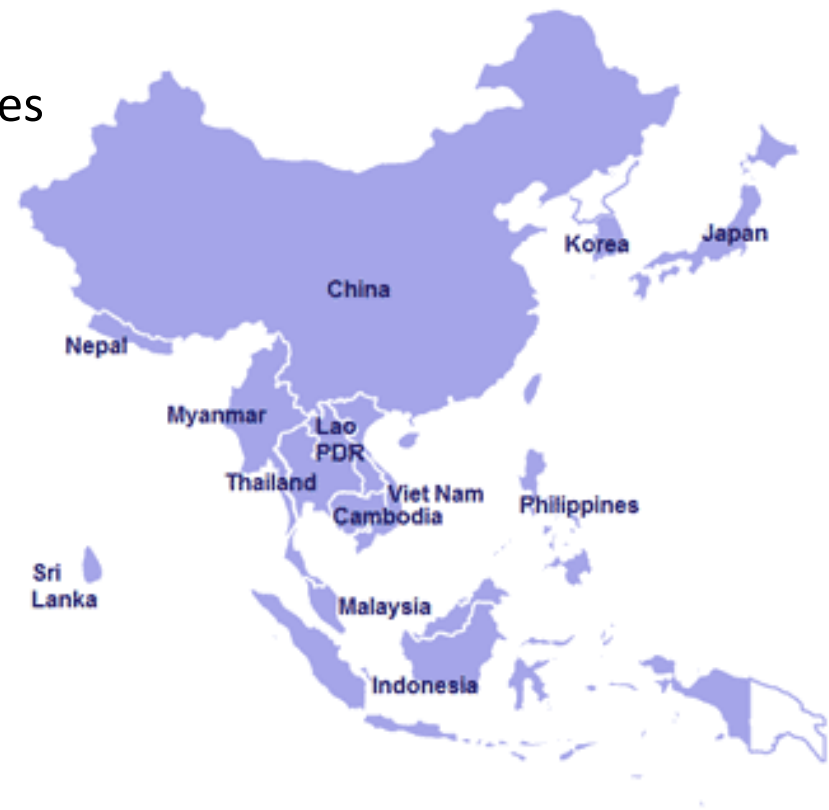 es
Korea
Japan
China
Nepal
Myanmar
Lao
PDR
Thailand
Viet Nam
Cambodia
Philippines
Sri
Lanka
Malaysia
Indonesia